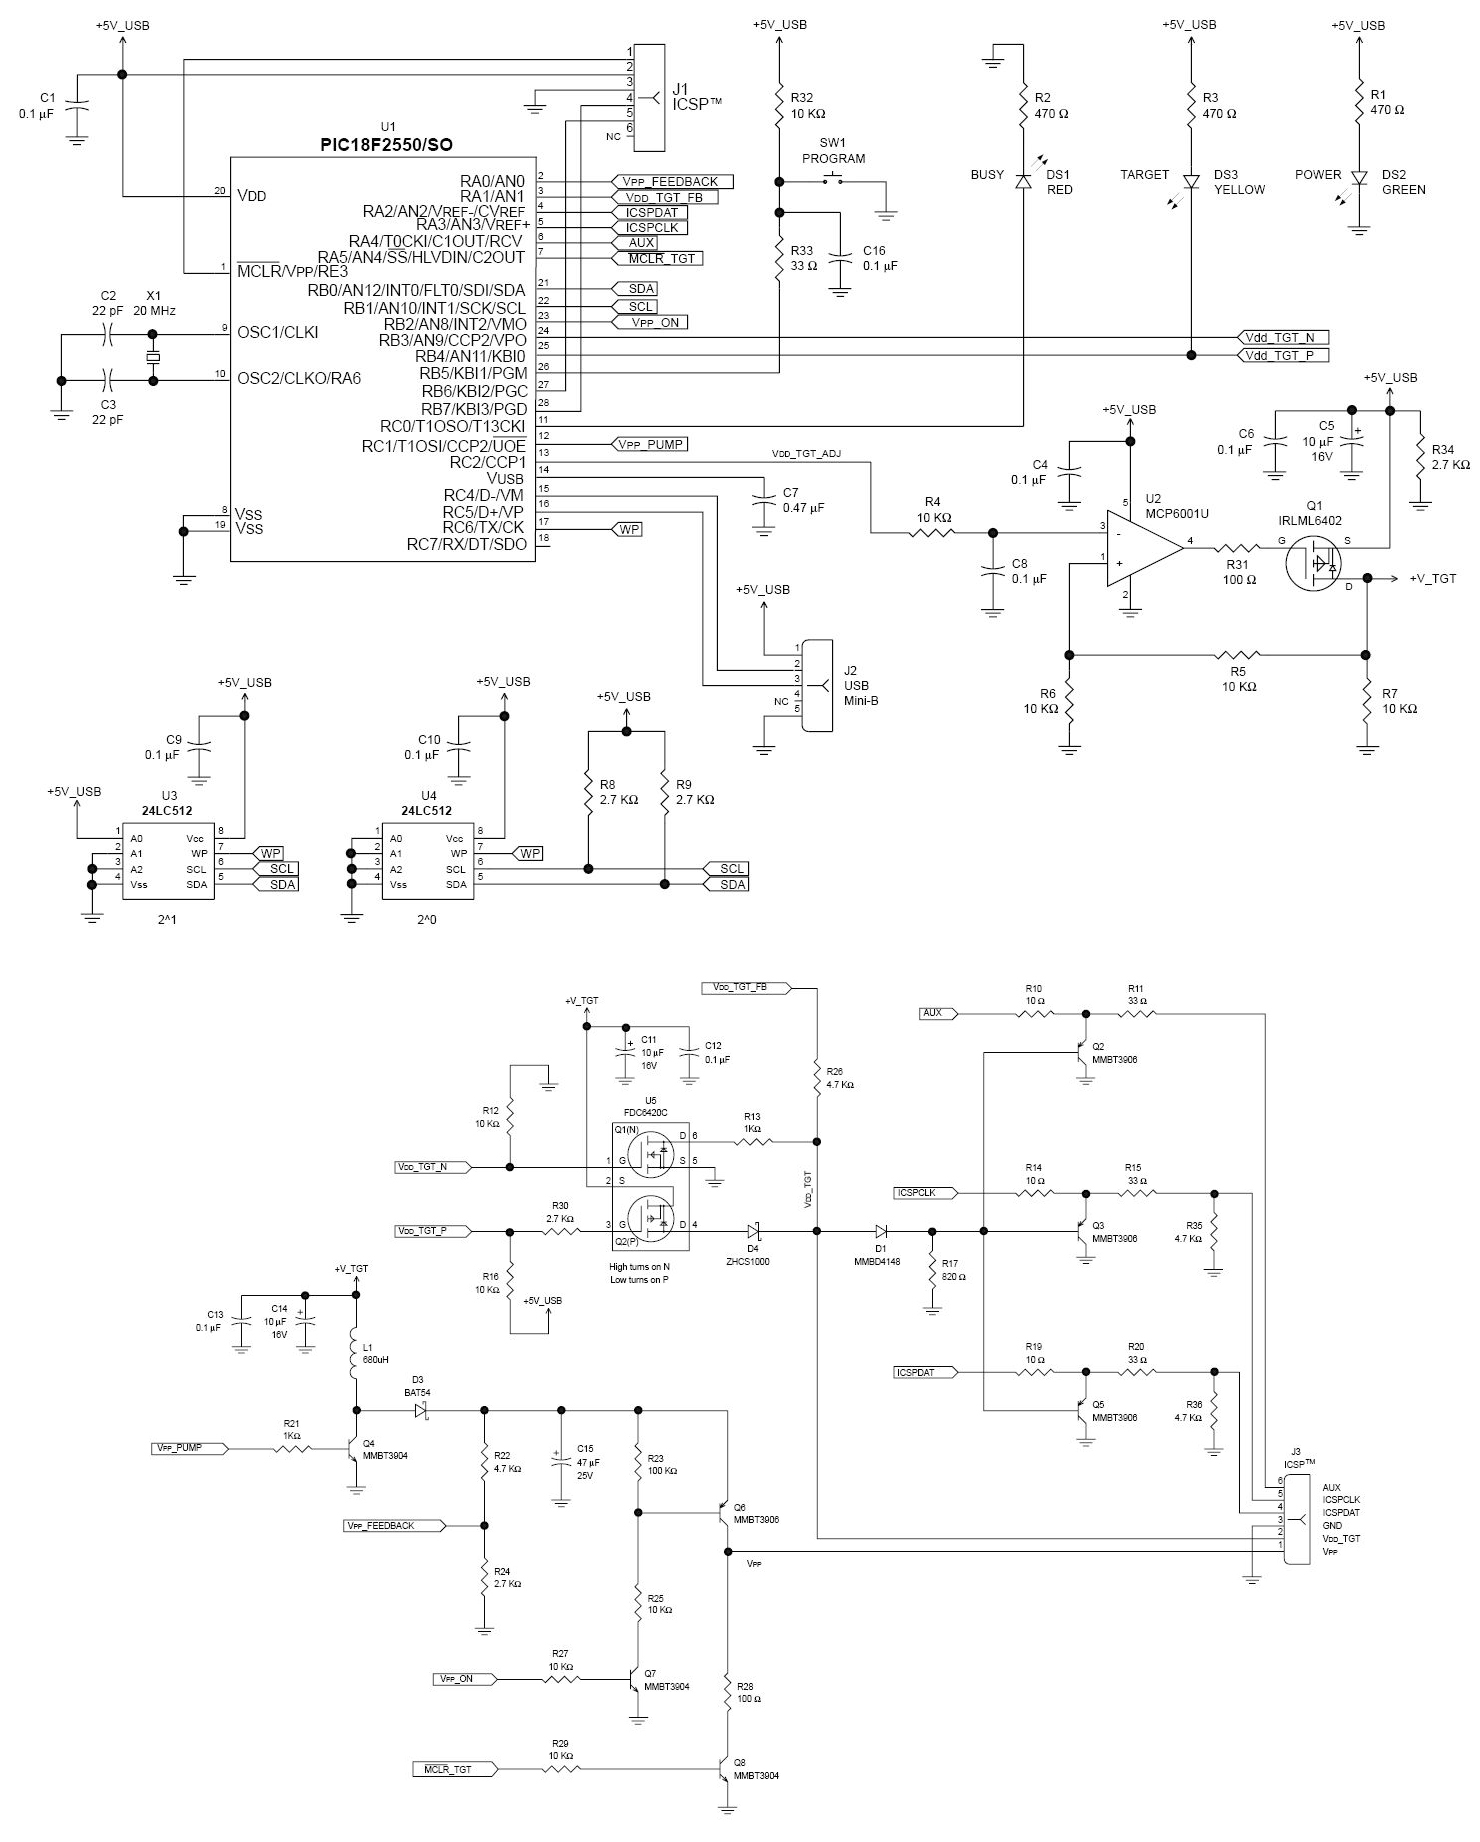 +5V_USB
C1
0.1 µF
U1
PIC18F2550/SO
20 VDD
1 MCLR/VPP/RE3
C2
22 pF
X1
20 MHz
9 OSC1/CLKI
10 OSC2/CLKO/RA6
C3
22 pF
8 VSS
19 VSS
RA0/AN0 2 VPP_FEEDBACK
RA1/AN1 3 VDD_TGT_FB
RA2/AN2/VREF-/CVREF 4 ICSPDAT
RA3/AN3/VREF+ 5 ICSPCLK
RA4/T0CKI/C1OUT/RCV 6 AUX
RA5/AN4/SS/HLVDIN/C2OUT 7 MCLR_TGT
RB0/AN12/INT0/FLT0/SDI/SDA 21 SDA
RB1/AN10/INT1/SCK/SCL 22 SCL
RB2/AN8/INT2/VMO 23 VPP_ON
RB3/AN9/CCP2/VPO 24
RB4/AN11/KBI0 25
RB5/KBI1/PGM 26
RB6/KBI2/PGC 27
RB7/KBI3/PGD 28
RC0/T1OSO/T13CKI 11
RC1/T1OSI/CCP2/UOE 12 VPP_PUMP
RC2/CCP1 13 VDD_TGT_ADJ
VUSB 14
RC4/D-/VM 15
RC5/D+/VP 16
RC6/TX/CK 17 WP
RC7/RX/DT/SDO 18
1
2
3
4
5
6
NC
J1
ICSP™
+5V_USB
R32
10 KΩ
SW1
PROGRAM
R33
33 Ω
C16
0.1 µF
R2
470 Ω
BUSY
DS1
RED
+5V_USB
R3
470 Ω
TARGET
DS3
YELLOW
+5V_USB
R1
470 Ω
POWER
DS2
GREEN
Vdd_TGT_N
Vdd_TGT_P
C7
0.47 µF
+5V_USB
1
2
3
4
5
NC
J2
USB
Mini-B
R4
10 KΩ
C8
0.1 µF
+5V_USB
C4
0.1 µF
U2
MCP6001U
5
3 -
1 +
4
2
R31
100 Ω
+5V_USB
C6
0.1 µF
C5
+
10 µF
16V
R34
2.7 KΩ
Q1
IRLML6402
G
S
D
+V_TGT
R5
10 KΩ
R6
10 KΩ
R7
10 KΩ
+5V_USB
C9
0.1 µF
+5V_USB
U3
24LC512
1 A0 Vcc 8
2 A1 WP 7 WP
3 A2 SCL 6 SCL
4 Vss SDA 5 SDA
2^1
+5V_USB
C10
0.1 µF
U4
24LC512
1 A0 Vcc 8
2 A1 WP 7 WP
3 A2 SCL 6
4 Vss SDA 5
2^0
+5V_USB
R8
2.7 KΩ
R9
2.7 KΩ
SCL
SDA
VDD_TGT_FB
+V_TGT
C11
+
10 µF
16V
C12
0.1 µF
R26
4.7 KΩ
R12
10 KΩ
U5
FDC6420C
Q1(N)
D 6
1 G
S 5
2 S
3 G
D 4
Q2(P)
High turns on N
Low turns on P
R13
1KΩ
VDD_TGT_N
VDD_TGT_P
R30
2.7 KΩ
R16
10 KΩ
+5V_USB
VDD_TGT
D4
ZHCS1000
D1
MMBD4148
R17
820 Ω
AUX
R10
10 Ω
R11
33 Ω
Q2
MMBT3906
ICSPCLK
R14
10 Ω
R15
33 Ω
Q3
MMBT3906
R35
4.7 KΩ
ICSPDAT
R19
10 Ω
R20
33 Ω
Q5
MMBT3906
R36
4.7 KΩ
+V_TGT
C13
0.1 µF
C14
+
10 µF
16V
L1
680uH
D3
BAT54
VPP_PUMP
R21
1KΩ
Q4
MMBT3904
R22
4.7 KΩ
C15
+
47 µF
25V
R23
100 KΩ
VPP_FEEDBACK
R24
2.7 KΩ
Q6
MMBT3906
R25
10 KΩ
VPP
VPP_ON
R27
10 KΩ
Q7
MMBT3904
R28
100 Ω
MCLR_TGT
R29
10 KΩ
Q8
MMBT3904
J3
ICSP™
6 AUX
5 ICSPCLK
4 ICSPDAT
3 GND
2 VDD_TGT
1 VPP